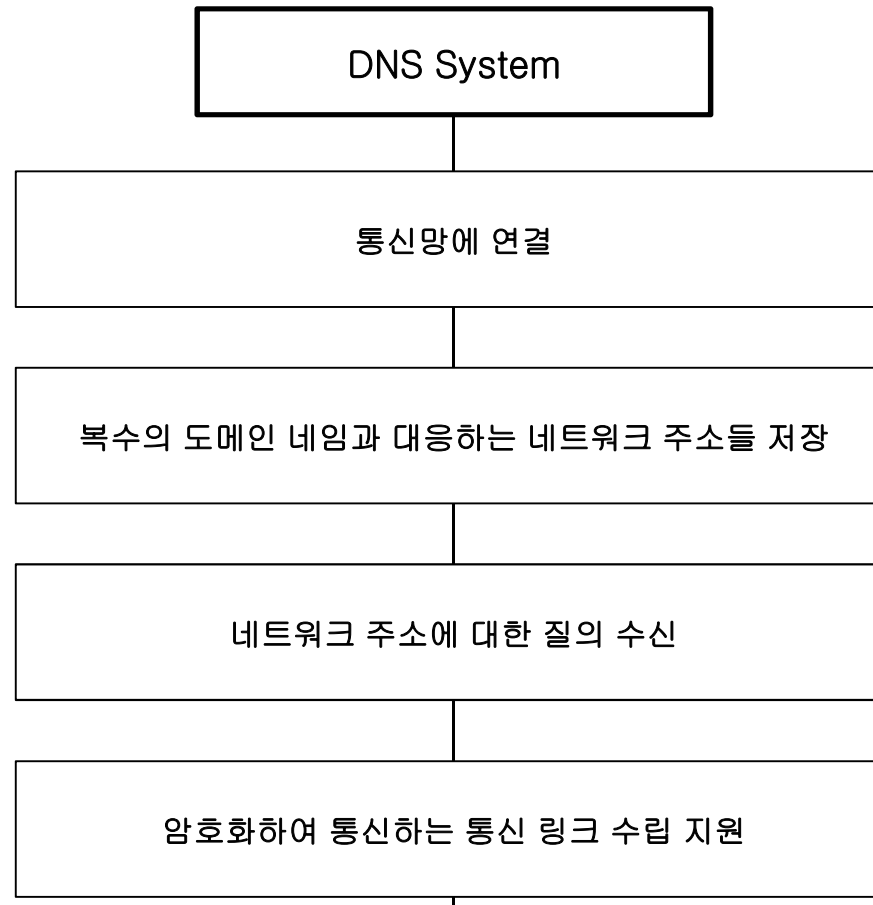 DNS System
통신망에 연결
복수의 도메인 네임과 대응하는 네트워크 주소들 저장
네트워크 주소에 대한 질의 수신
암호화하여 통신하는 통신 링크 수립 지원